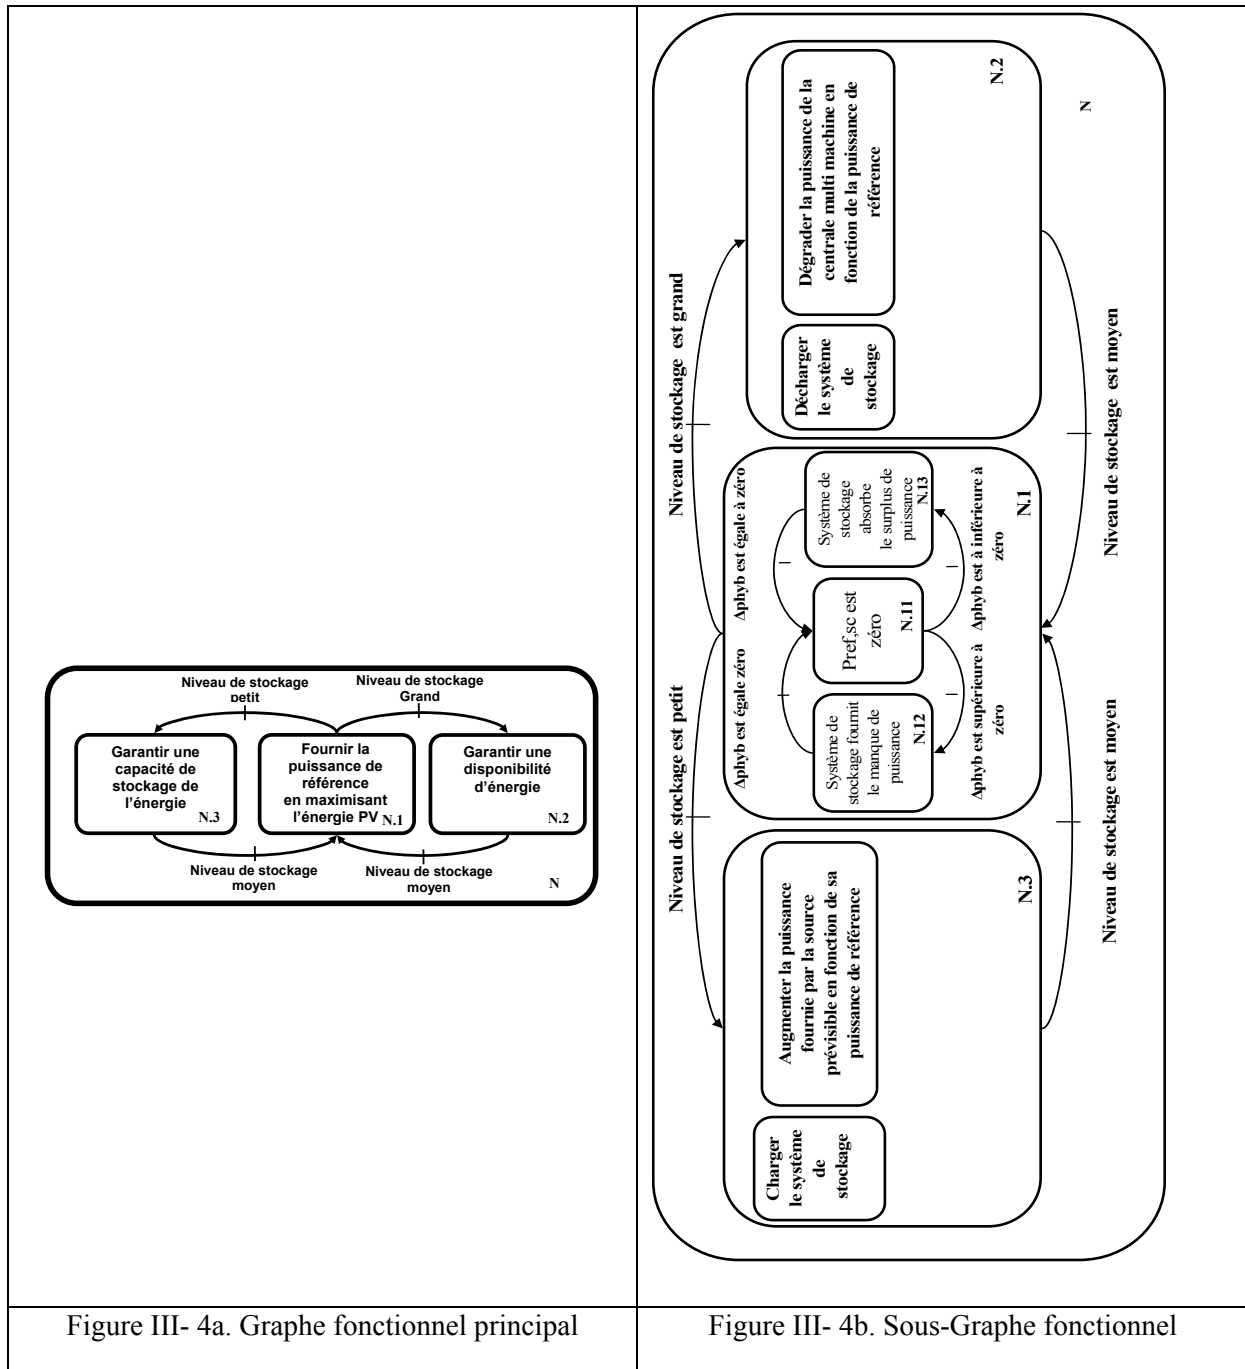 Niveau de stockage
petit
Niveau de stockage
Grand
Garantir une
capacité de
stockage de
l'énergie
N.3
Fournir la
puissance de
référence
en maximisant
l'énergie PV
N.1
Garantir une
disponibilité
d'énergie
N.2
Niveau de stockage
moyen
Niveau de stockage
moyen
N
Figure III- 4a. Graphe fonctionnel principal
Niveau de stockage est petit
Niveau de stockage est grand
Charger
le système
de
stockage
Augmenter la puissance
fournie par la source
prévisible en fonction de sa
puissance de référence
N.3
Δphyb est égale zéro
Δphyb est égale à zéro
Système de
stockage fournit
le manque de
puissance
N.12
Pref,sc est
zéro
N.11
Système de
stockage
absorbe
le surplus de
puissance
N.13
Δphyb est supérieure à
zéro
Δphyb est à inférieure à
zéro
N.1
Décharger
le système
de
stockage
Dégrader la puissance de la
centrale multi machine en
fonction de la puissance de
référence
N.2
Niveau de stockage est moyen
Niveau de stockage est moyen
N
Figure III- 4b. Sous-Graphe fonctionnel